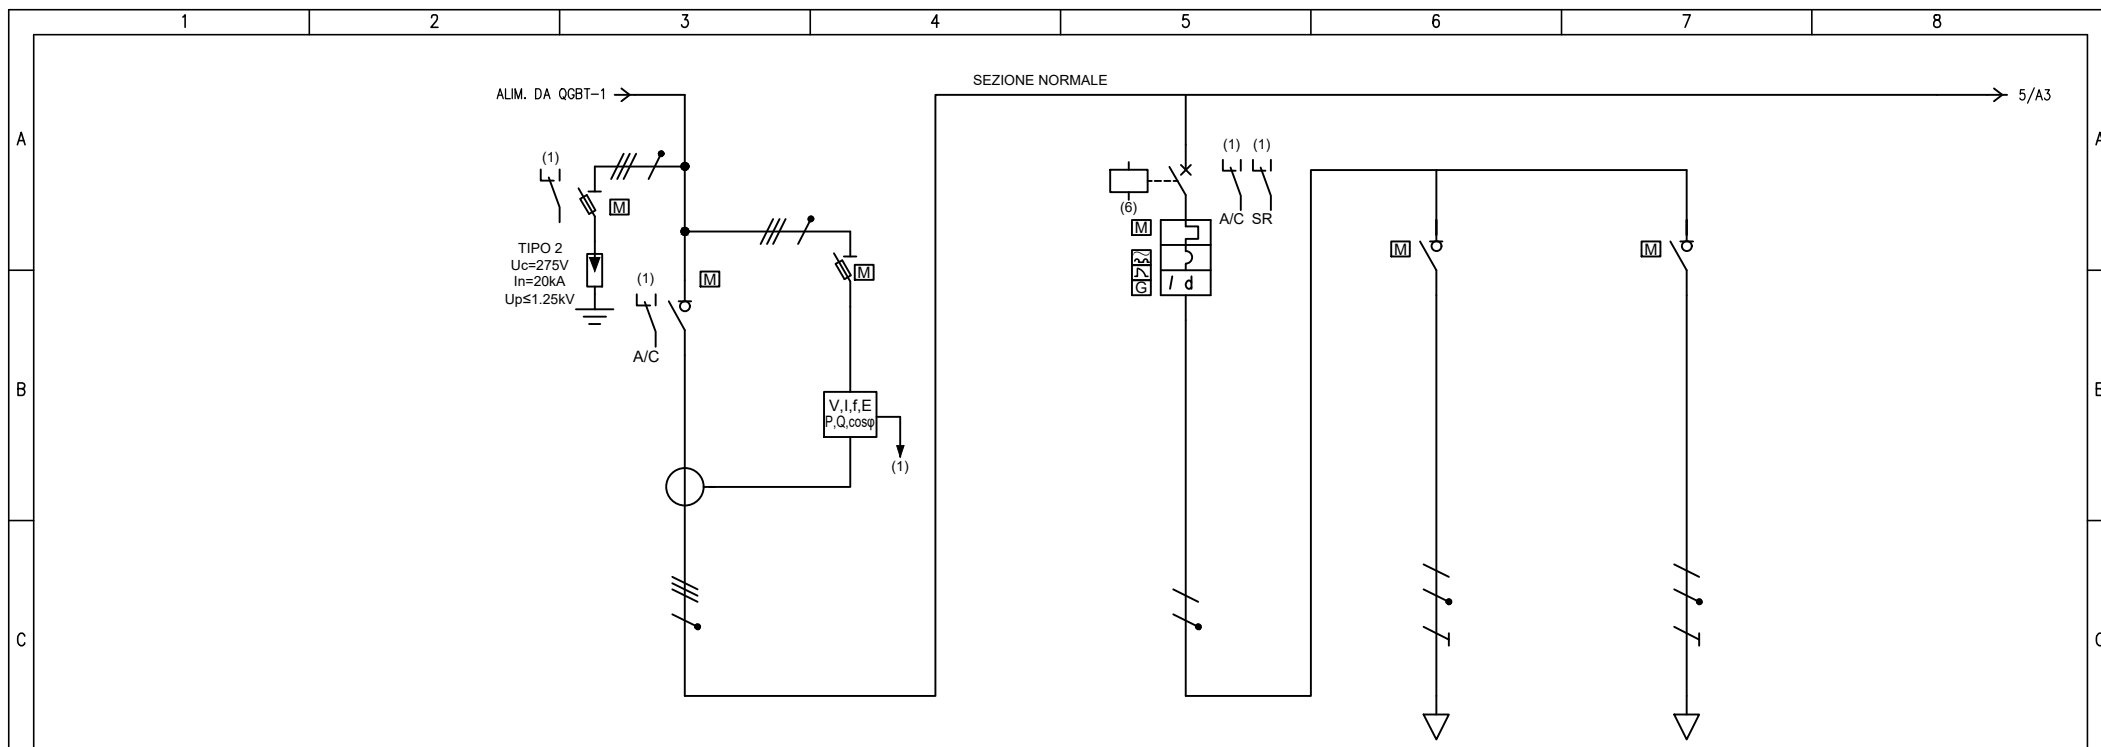 1 2 3 4 5 6 7 8
SEZIONE NORMALE
ALIM. DA QGBT-1
5/A3
A
A
(1)
(1) (1)
M
(6)
A/C SR
M
TIPO 2
Uc=275V
In=20kA
Up≤1.25kV
M
M
M
(1)
M
G
I d
A/C
B
B
V,I,f,E
P,Q,cosφ
(1)
C
C